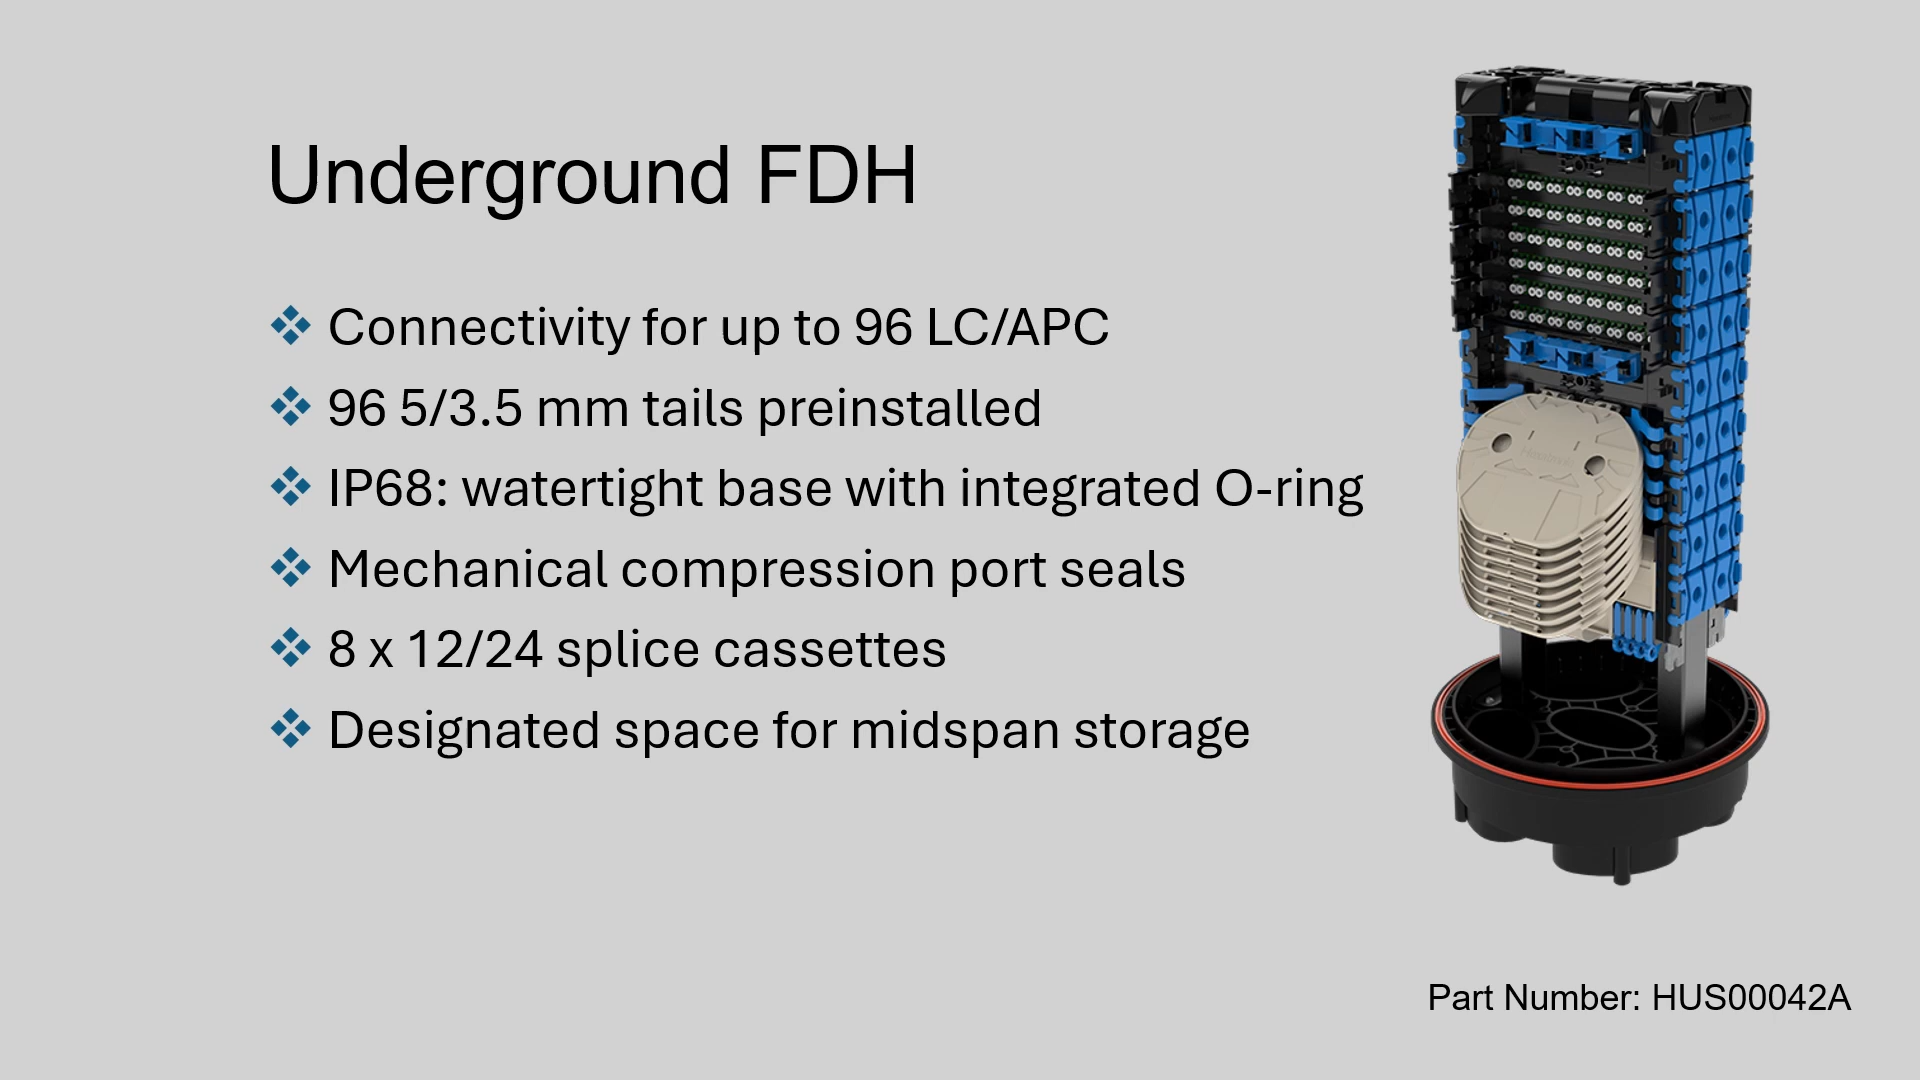 Underground FDH
Connectivity for up to 96 LC/APC
96 5/3.5 mm tails preinstalled
IP68: watertight base with integrated O-ring
Mechanical compression port seals
8 x 12/24 splice cassettes
Designated space for midspan storage
Part Number: HUS00042A